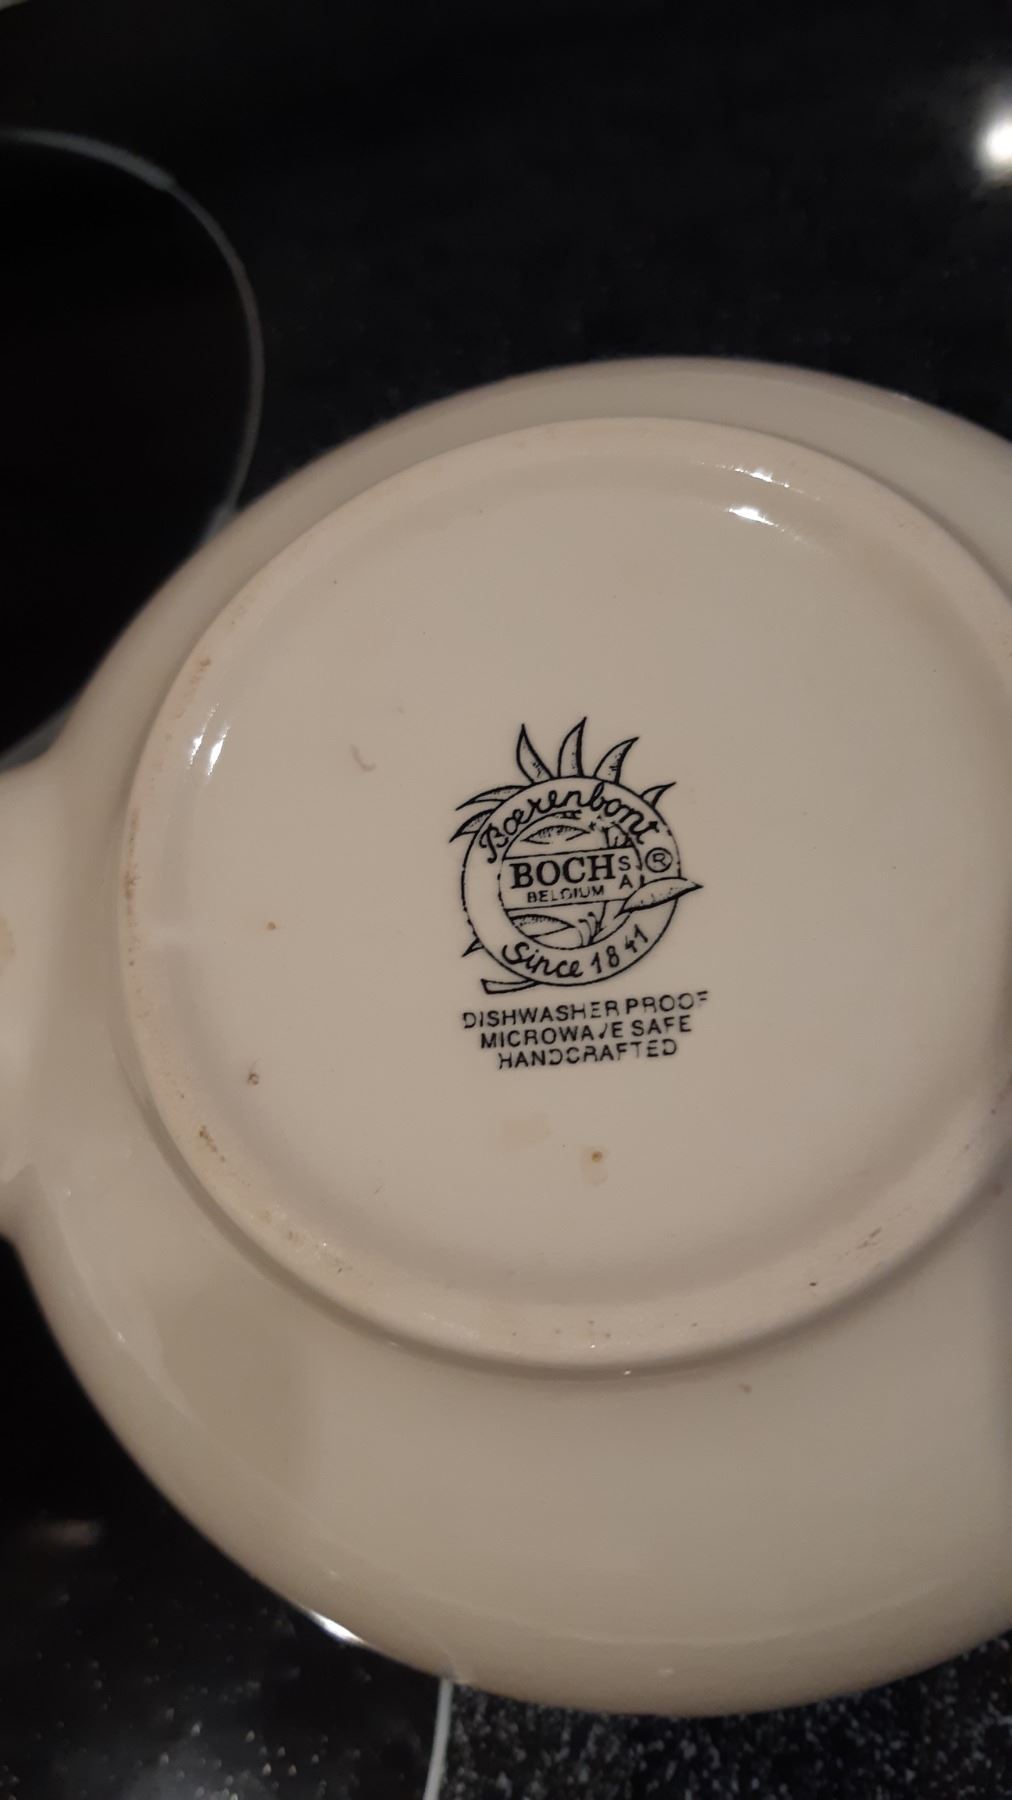 Boerenbont
BOCH S.A
BELGIUM
®
Since 1841
DISHWASHER PROOF
MICROWAVE SAFE
HANDCRAFTED